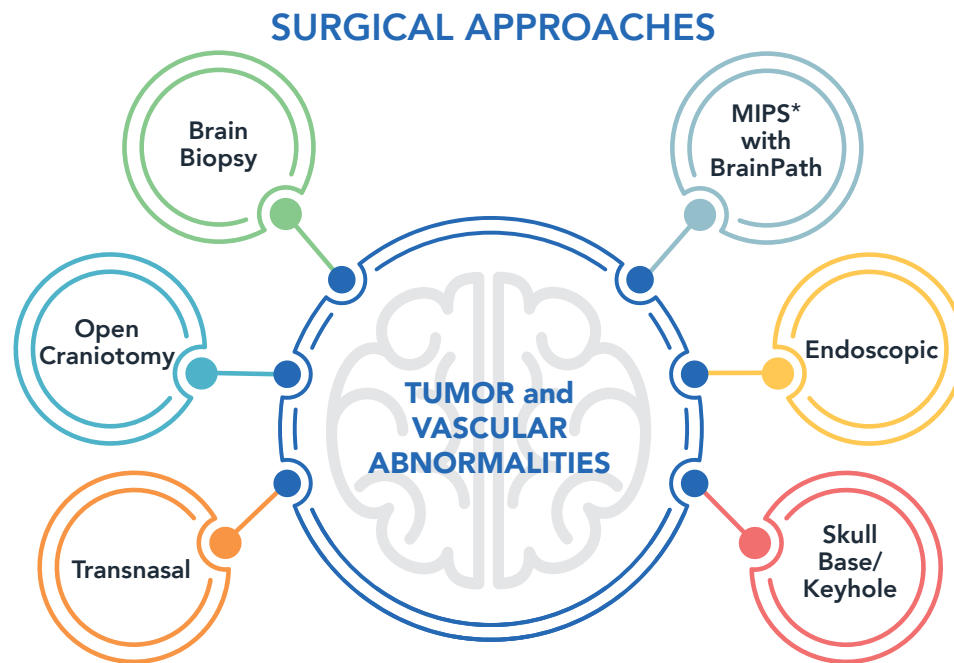 SURGICAL APPROACHES
Brain
Biopsy
MIPS*
with
BrainPath
Open
Craniotomy
Endoscopic
TUMOR and
VASCULAR
ABNORMALITIES
Transnasal
Skull
Base/
Keyhole